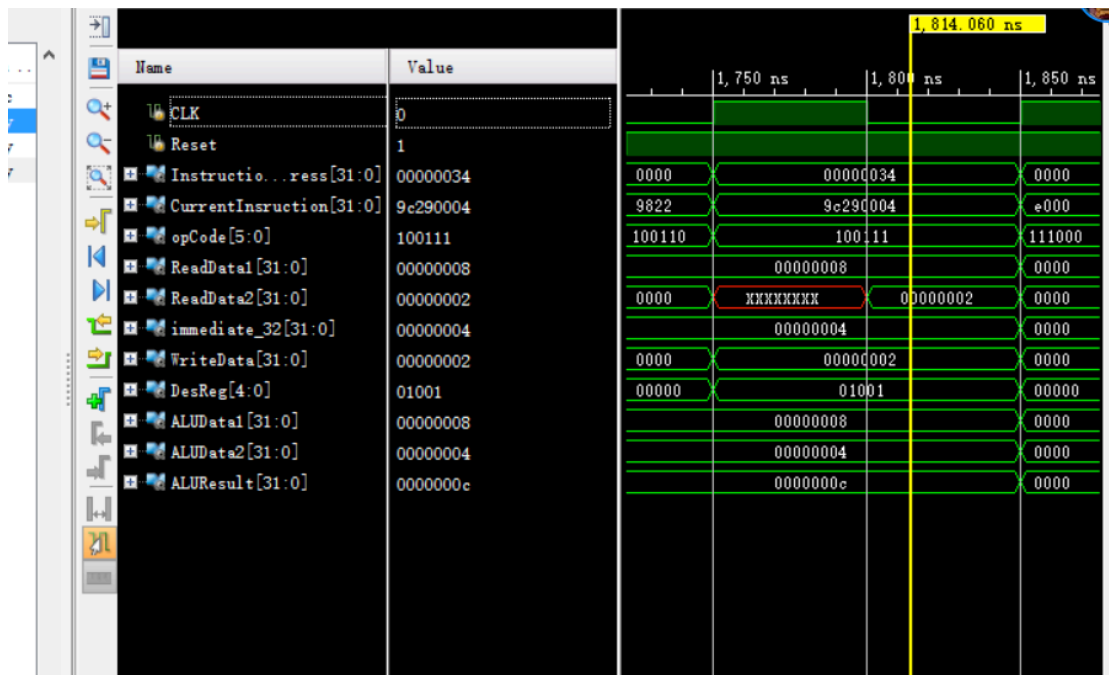 1,814.060 ns
Name Value
1,750 ns 1,800 ns 1,850 ns
CLK 0
Reset 1
Instructio...ress[31:0] 00000034 0000 00000034 0000
CurrentInsruction[31:0] 9c290004 9822 9c290004 e000
opCode[5:0] 100111 100110 100111 111000
ReadData1[31:0] 00000008 00000008 0000
ReadData2[31:0] 00000002 0000 XXXXXXXX 00000002 0000
immediate_32[31:0] 00000004 00000004 0000
WriteData[31:0] 00000002 0000 00000002 0000
DesReg[4:0] 01001 00000 01001 00000
ALUData1[31:0] 00000008 00000008 0000
ALUData2[31:0] 00000004 00000004 0000
ALUResult[31:0] 0000000c 0000000c 0000